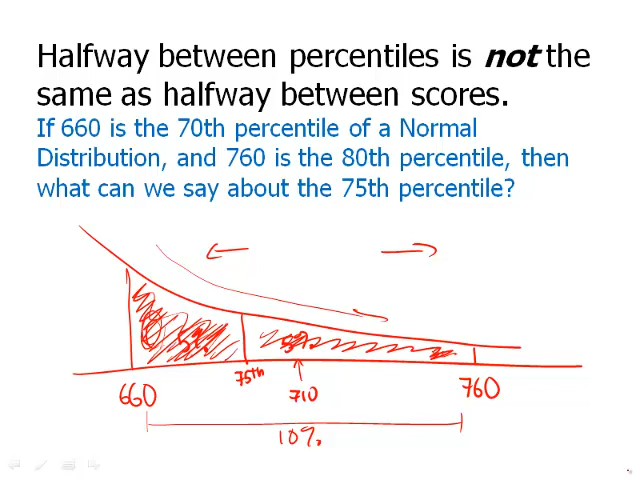 Halfway between percentiles is not the
same as halfway between scores.
If 660 is the 70th percentile of a Normal
Distribution, and 760 is the 80th percentile, then
what can we say about the 75th percentile?
5% 5%
75th
710
660 760
10%